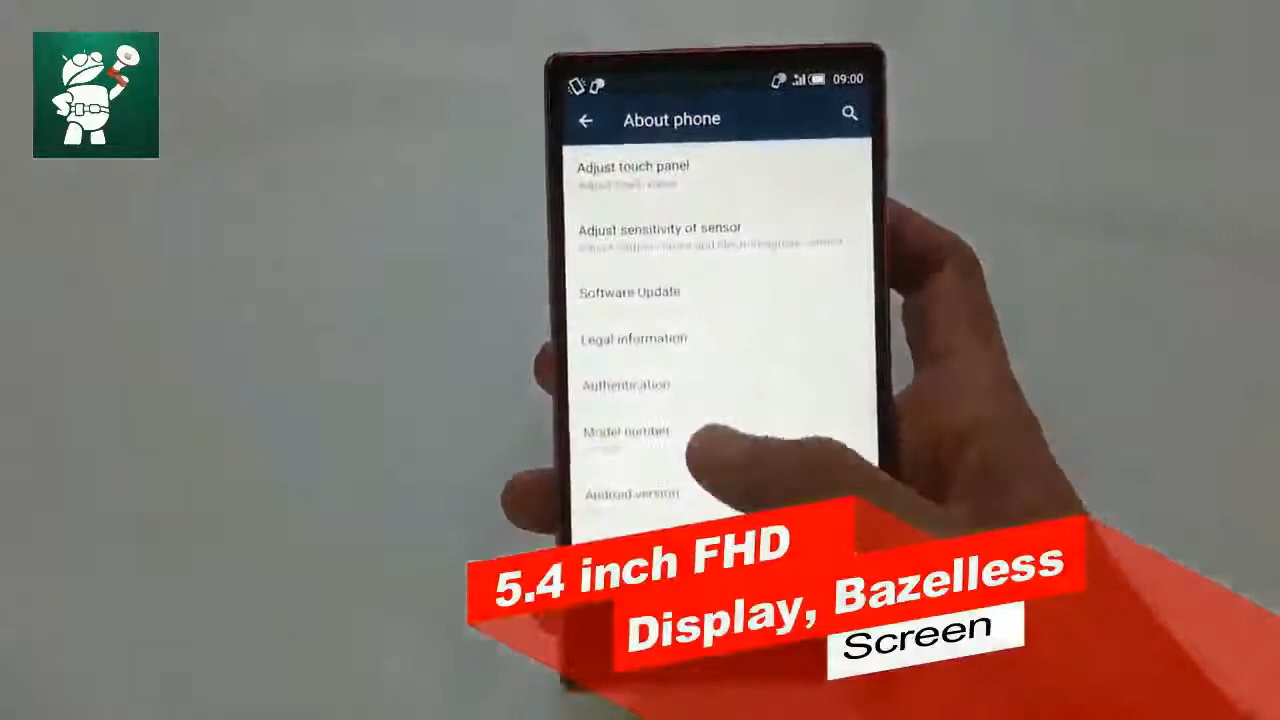 09:00
About phone
Adjust touch panel
Adjust sensitivity of sensor
Software Update
Legal information
Authentication
Model number
Android version
5.4 inch FHD
Display, Bazelless
Screen